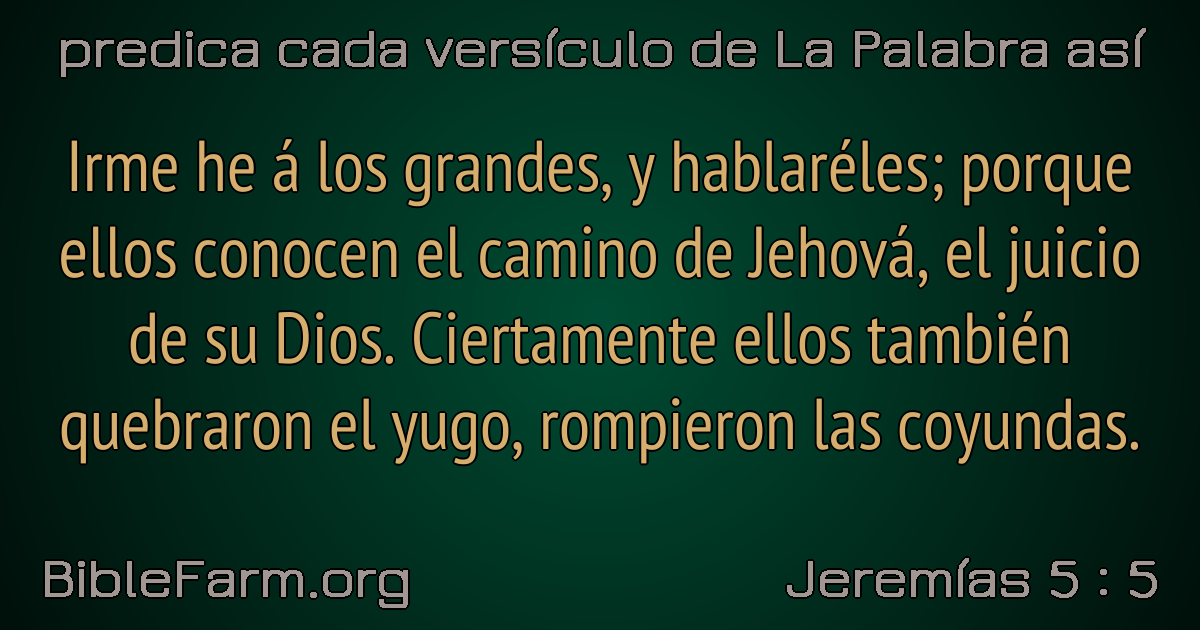 predica cada versículo de La Palabra así
Irme he á los grandes, y hablaréles; porque
ellos conocen el camino de Jehová, el juicio
de su Dios. Ciertamente ellos también
quebraron el yugo, rompieron las coyundas.
BibleFarm.org
Jeremías 5 : 5